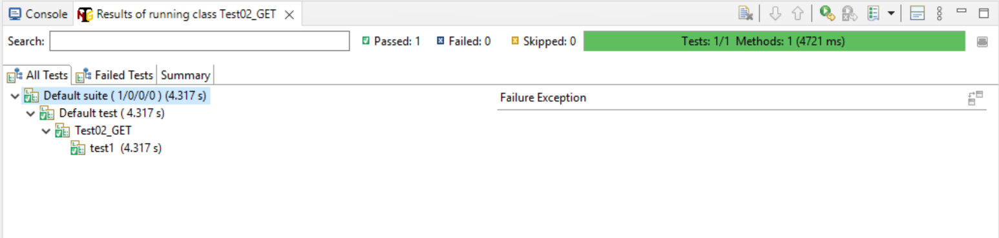 Console Results of running class Test02_GET
Search: Passed: 1 Failed: 0 Skipped: 0 Tests: 1/1 Methods: 1 (4721 ms)
All Tests Failed Tests Summary
Default suite ( 1/0/0/0 ) (4.317 s)
Failure Exception
Default test ( 4.317 s)
Test02_GET
test1 (4.317 s)